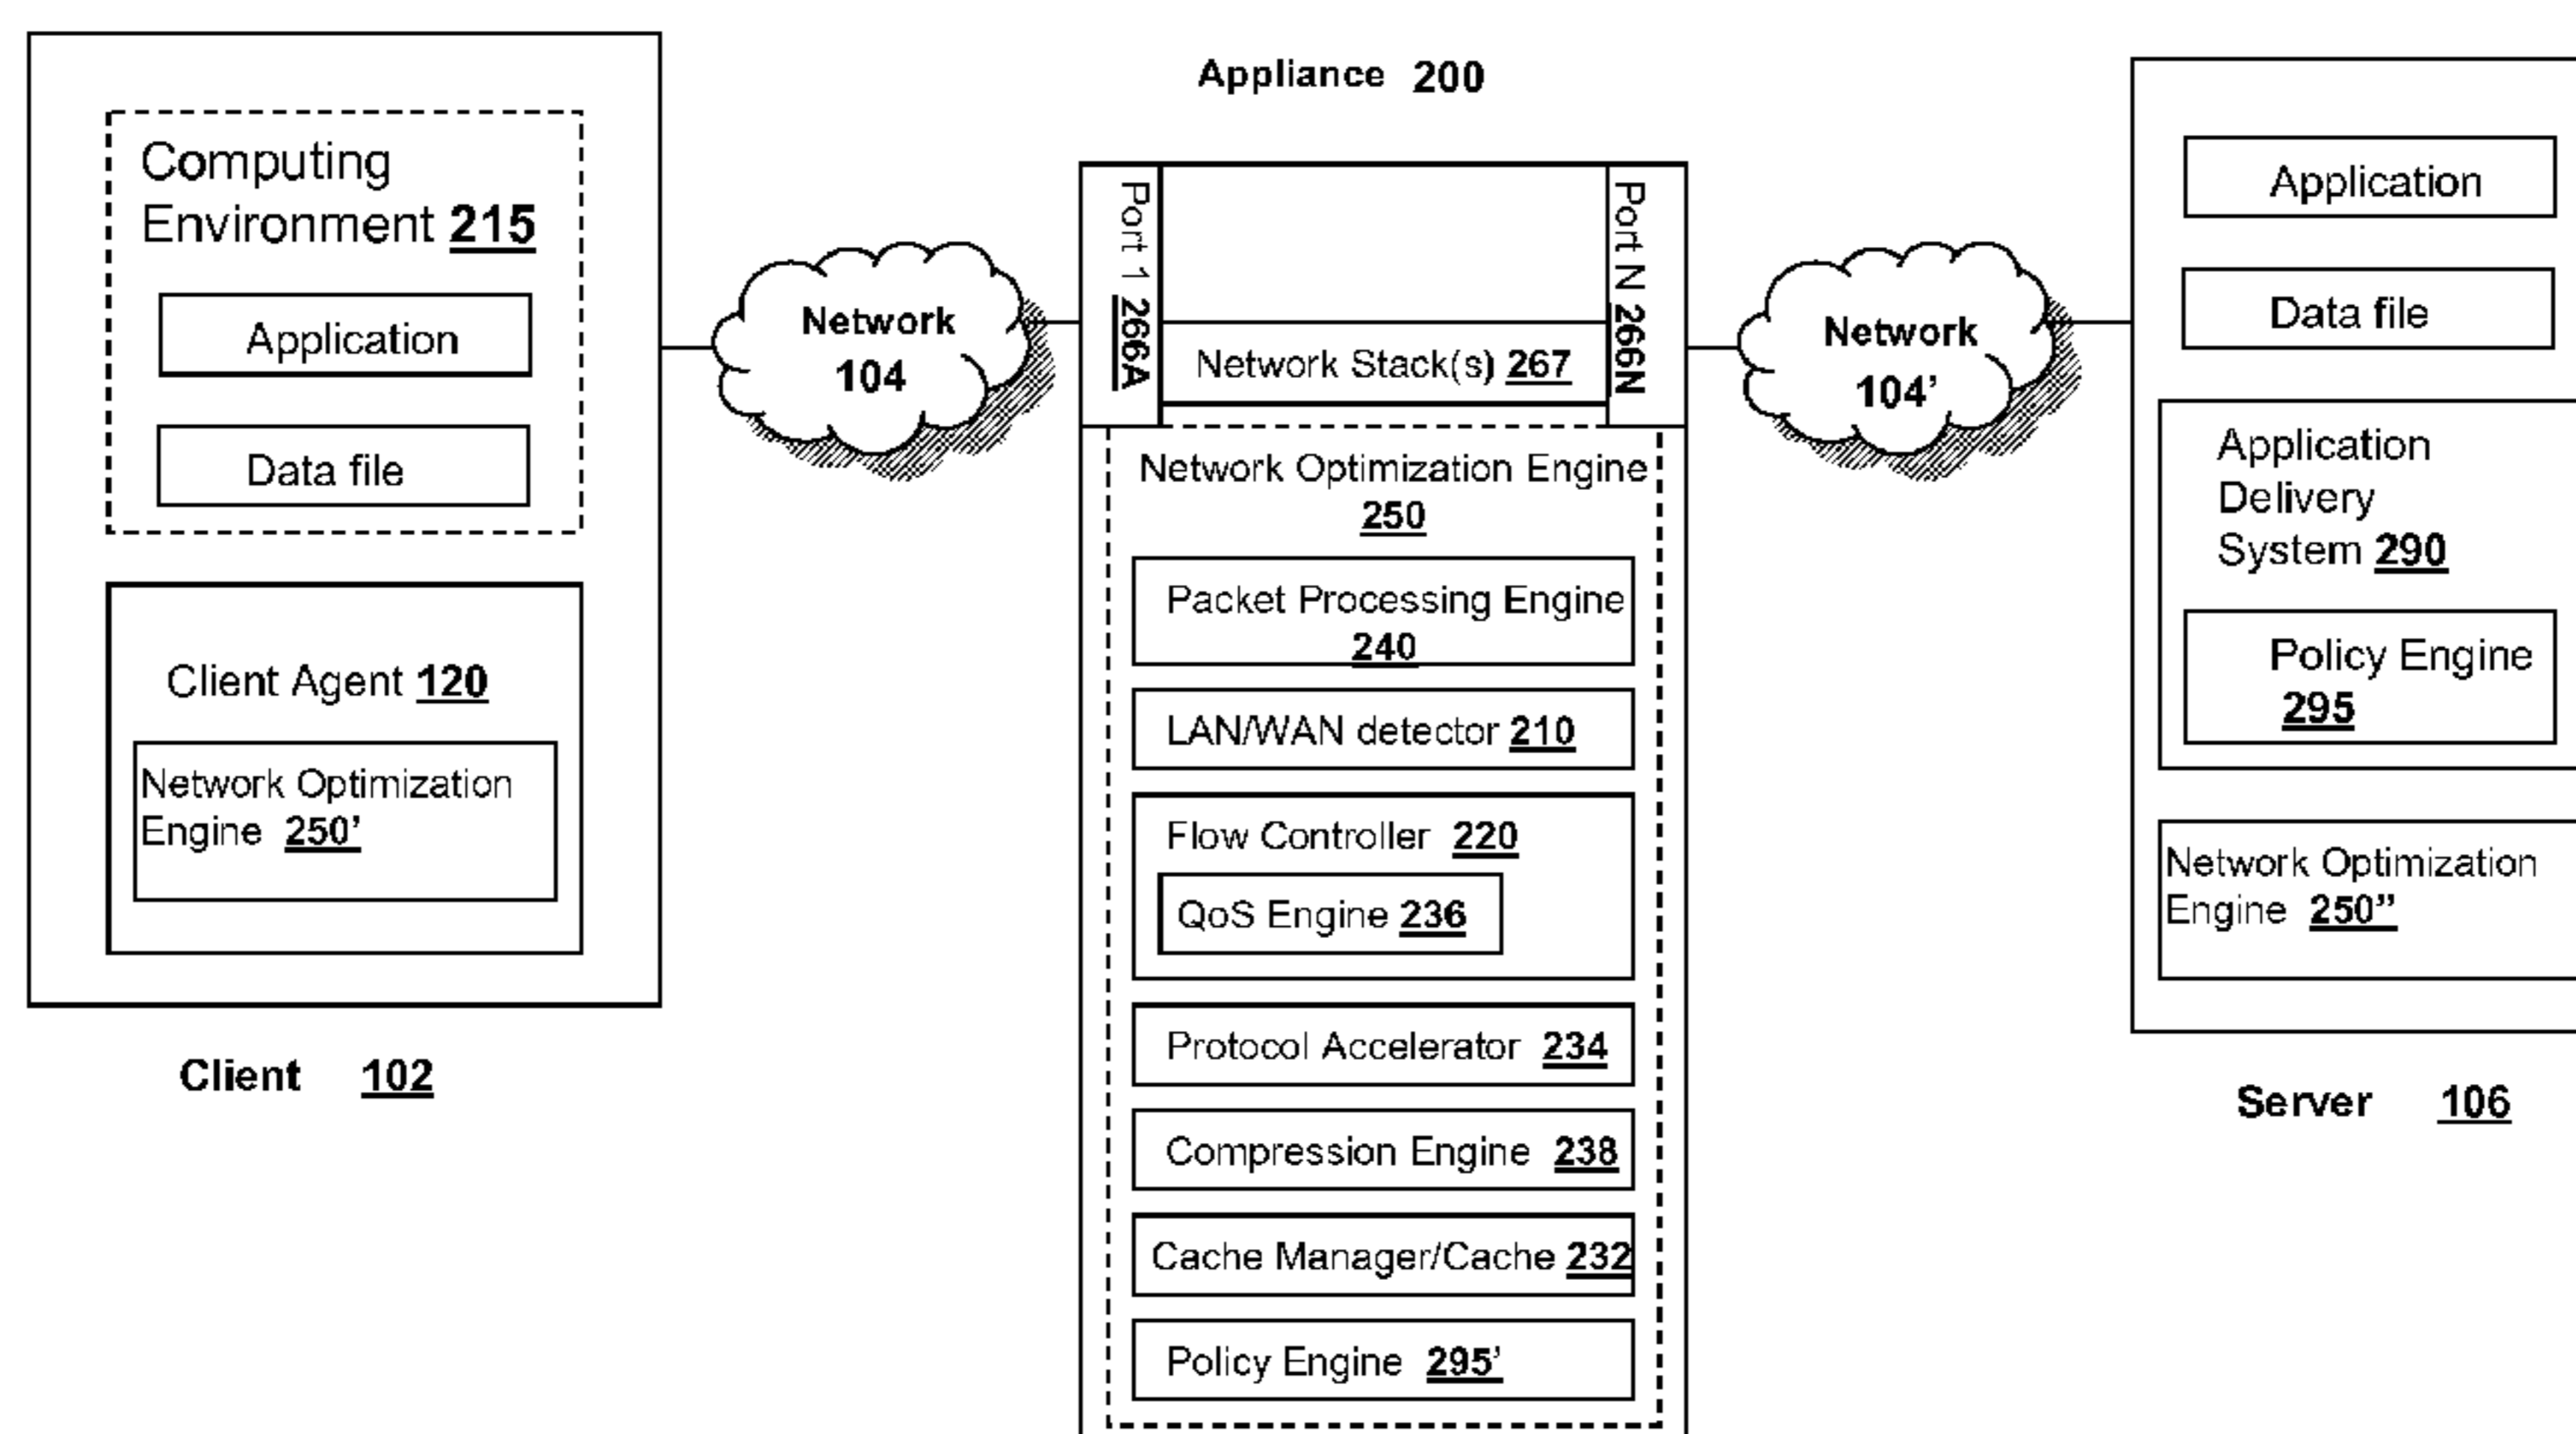 Appliance 200
Computing
Environment 215
Application
Data file
Client Agent 120
Network Optimization
Engine 250’
Client 102
Network
104
Port 1 266A
Port N 266N
Network Stack(s) 267
Network Optimization Engine
250
Packet Processing Engine
240
LAN/WAN detector 210
Flow Controller 220
QoS Engine 236
Protocol Accelerator 234
Compression Engine 238
Cache Manager/Cache 232
Policy Engine 295'
Network
104'
Application
Data file
Application
Delivery
System 290
Policy Engine
295
Network Optimization
Engine 250”
Server 106